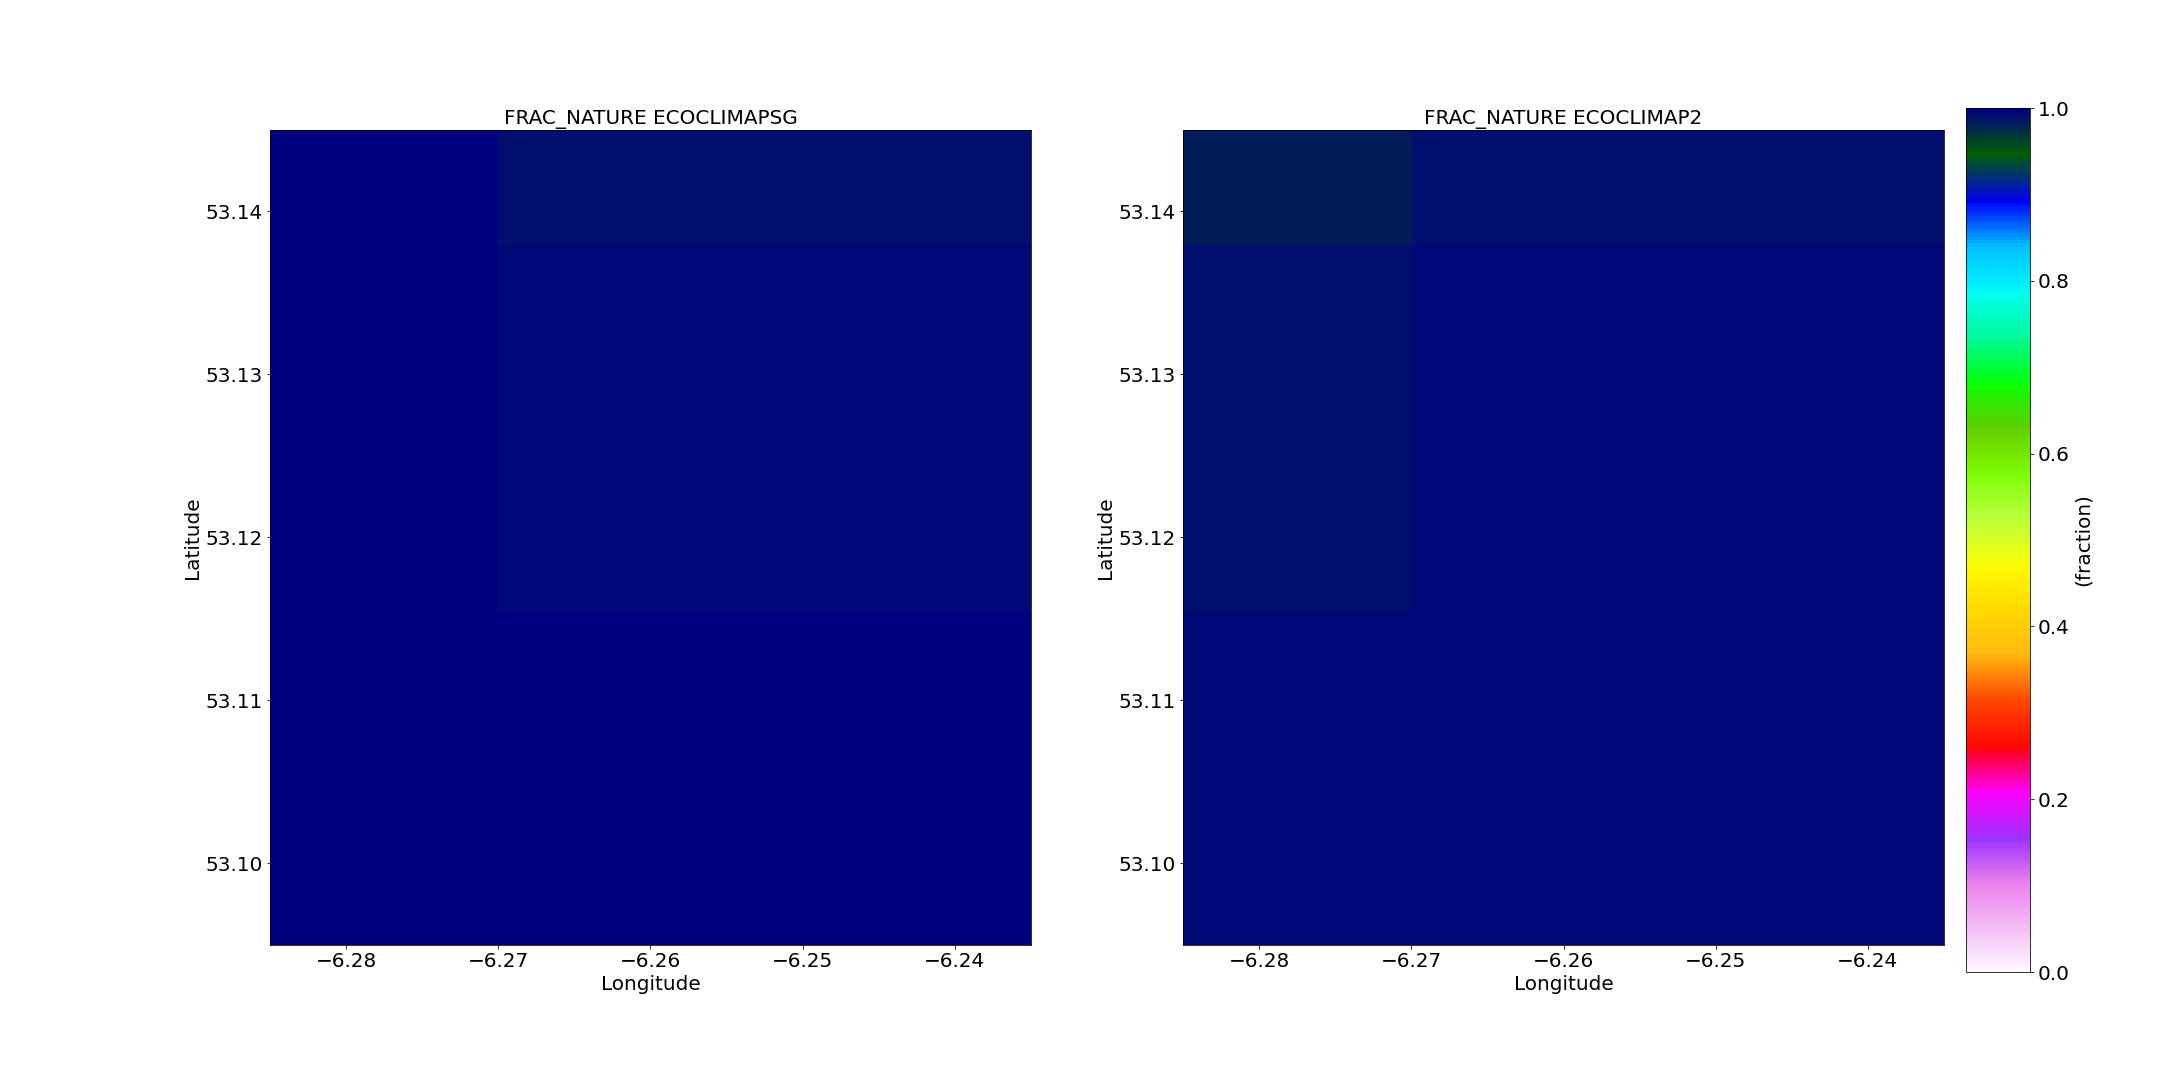 FRAC_NATURE ECOCLIMAPSG
53.14
53.13
53.12
53.11
53.10
Latitude
−6.28 −6.27 −6.26 −6.25 −6.24
Longitude
FRAC_NATURE ECOCLIMAP2
53.14
53.13
53.12
53.11
53.10
Latitude
−6.28 −6.27 −6.26 −6.25 −6.24
Longitude
1.0
0.8
0.6
0.4
0.2
0.0
(fraction)